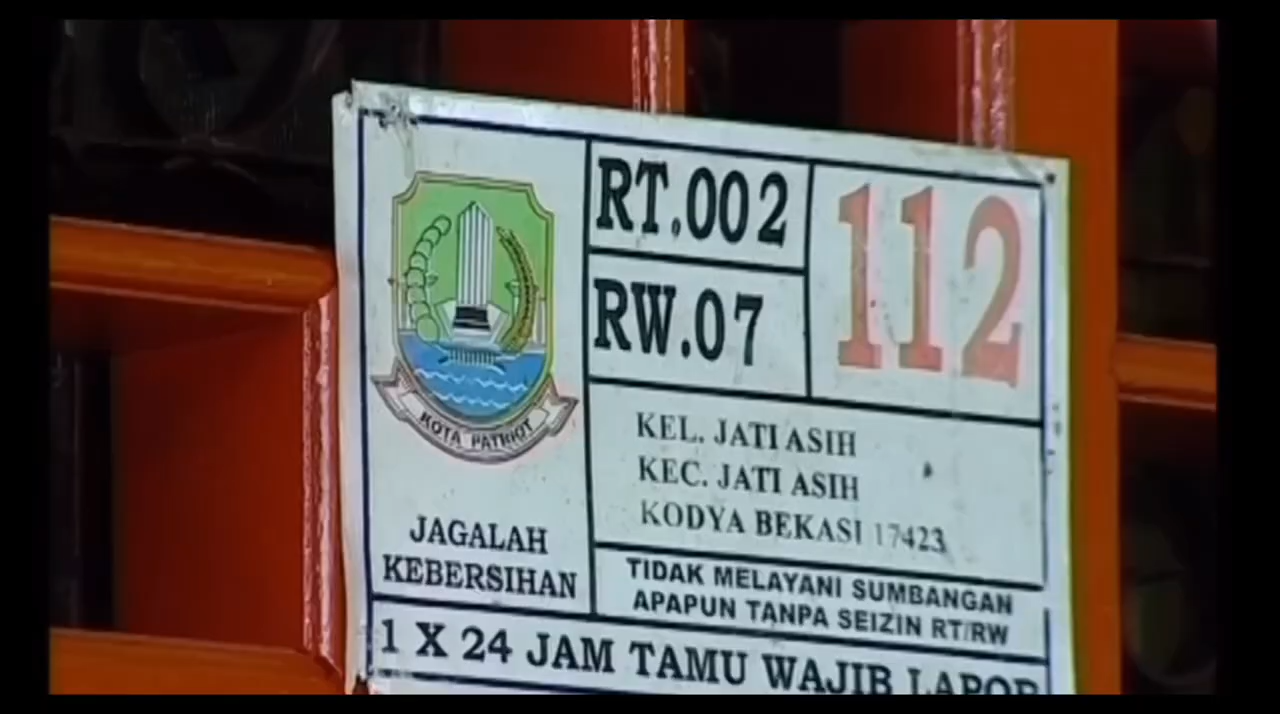 RT.002
112
RW.07
KOTA PATRIOT
KEL. JATI ASIH
KEC. JATI ASIH
KODYA BEKASI 17423
JAGALAH
KEBERSIHAN
TIDAK MELAYANI SUMBANGAN
APAPUN TANPA SEIZIN RT/RW
1 X 24 JAM TAMU WAJIB LAPOR